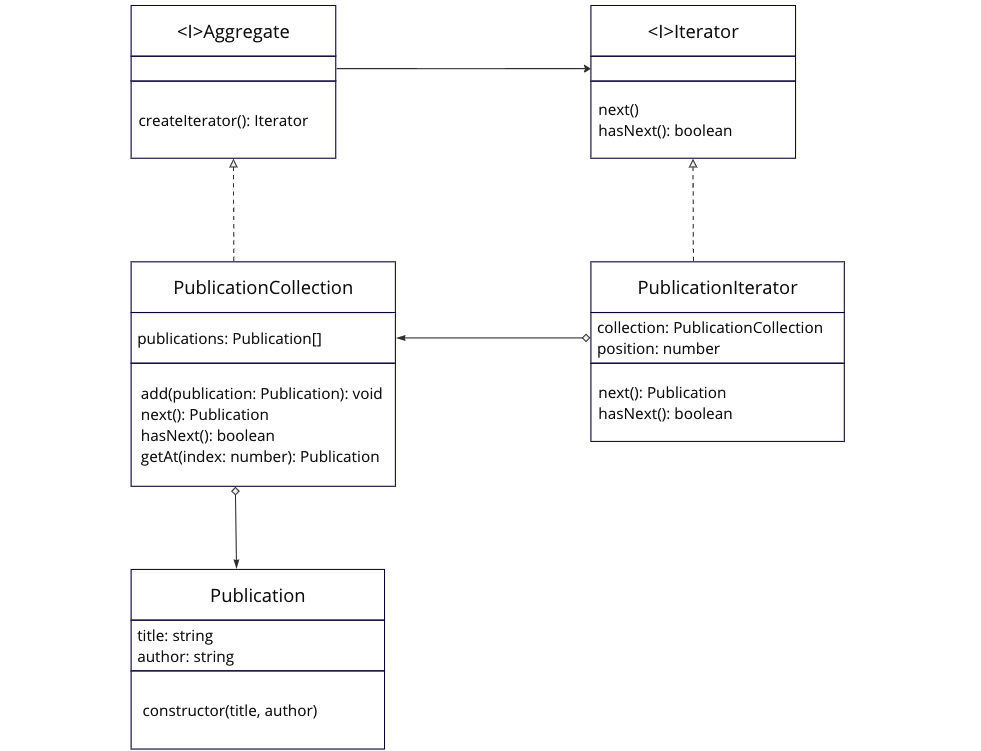 <I>Aggregate
createIterator(): Iterator
<I>Iterator
next()
hasNext(): boolean
PublicationCollection
publications: Publication[]
add(publication: Publication): void
next(): Publication
hasNext(): boolean
getAt(index: number): Publication
PublicationIterator
collection: PublicationCollection
position: number
next(): Publication
hasNext(): boolean
Publication
title: string
author: string
constructor(title, author)